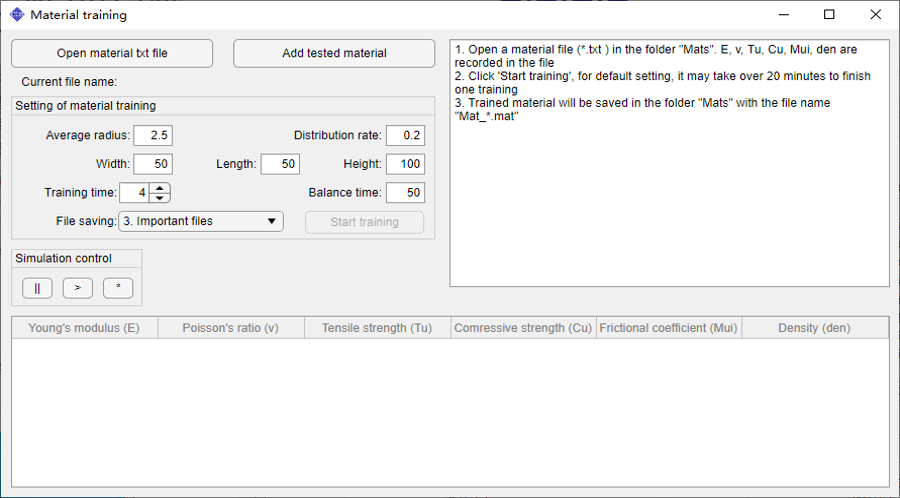 Material training
Open material txt file
Add tested material
Current file name:
Setting of material training
Average radius: 2.5
Distribution rate: 0.2
Width: 50
Length: 50
Height: 100
Training time: 4
Balance time: 50
File saving: 3. Important files
Start training
1. Open a material file (*.txt ) in the folder "Mats". E, v, Tu, Cu, Mui, den are
recorded in the file
2. Click 'Start training', for default setting, it may take over 20 minutes to finish
one training
3. Trained material will be saved in the folder "Mats" with the file name
"Mat_*.mat"
Simulation control
||
>
*
Young's modulus (E)
Poisson's ratio (v)
Tensile strength (Tu)
Comressive strength (Cu)
Frictional coefficient (Mui)
Density (den)